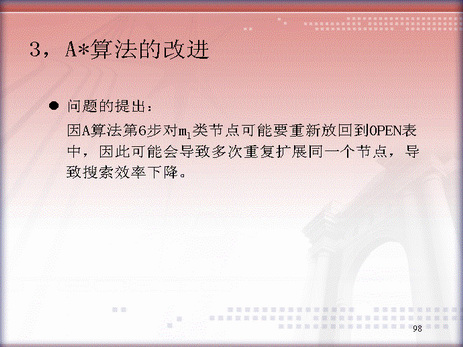 3，A*算法的改进
● 问题的提出：
因A算法第6步对m₁类节点可能要重新放回到OPEN表
中，因此可能会导致多次重复扩展同一个节点，导
致搜索效率下降。
98